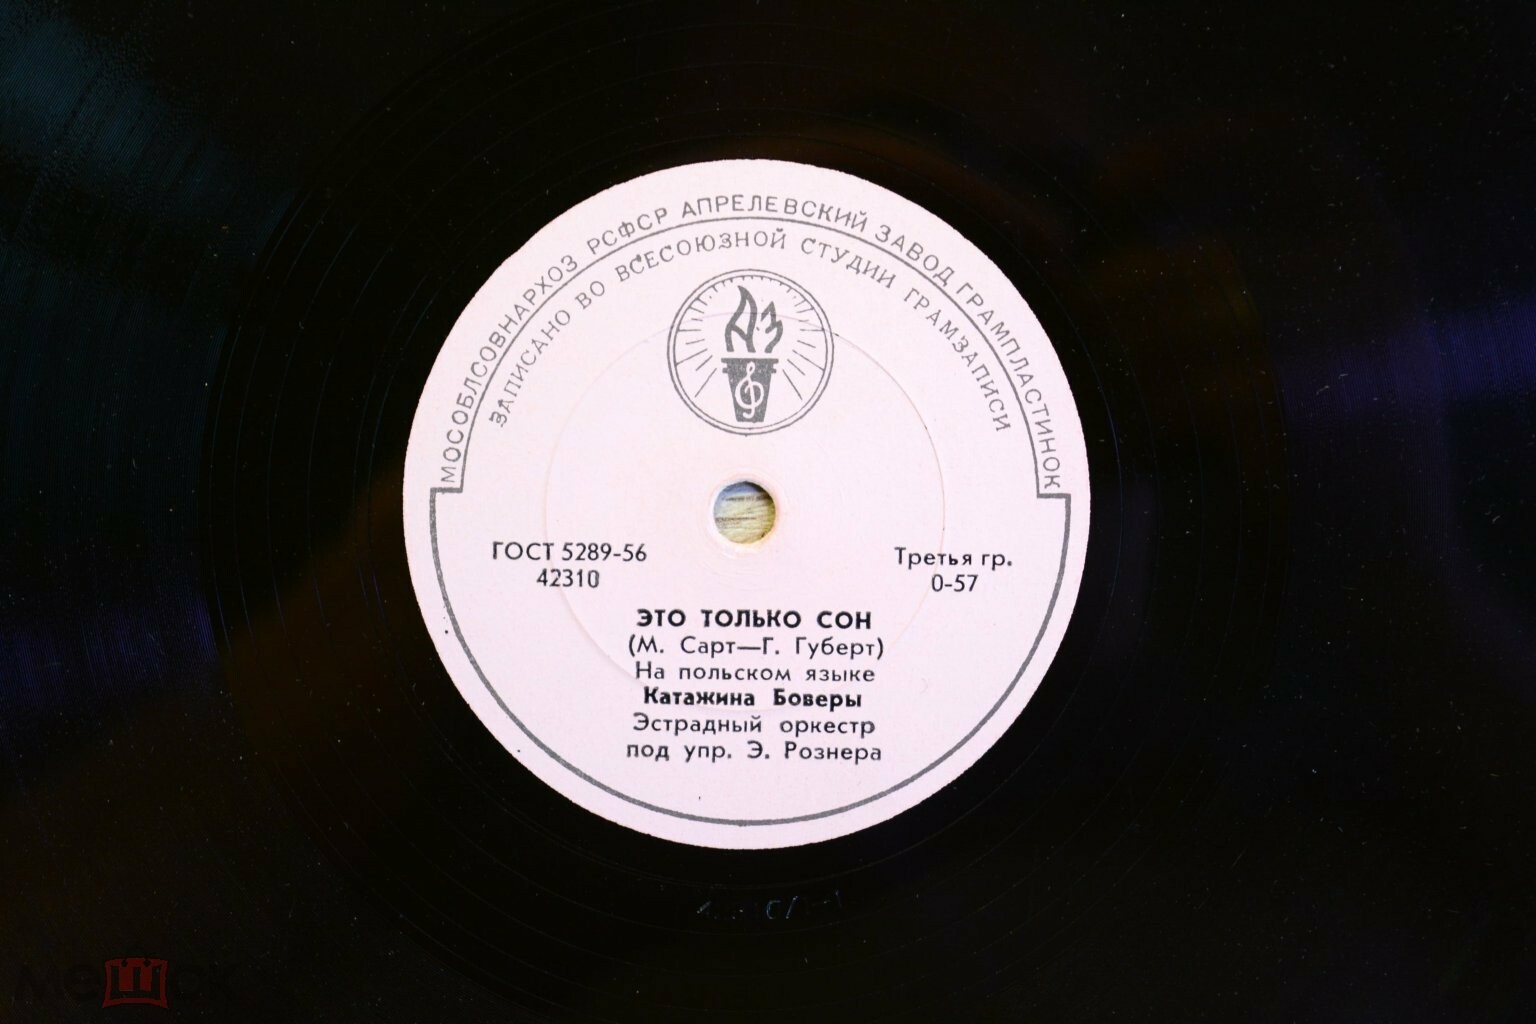 МОСОБЛСОВНАРХОЗ РСФСР АПРЕЛЕВСКИЙ ЗАВОД ГРАМПЛАСТИНОК
ЗАПИСАНО ВО ВСЕСОЮЗНОЙ СТУДИИ ГРАМЗАПИСИ
АЗ
ГОСТ 5289-56
42310
Третья гр.
0-57
ЭТО ТОЛЬКО СОН
(М. Сарт—Г. Губерт)
На польском языке
Катажина Боверы
Эстрадный оркестр
под упр. Э. Рознера
мешок